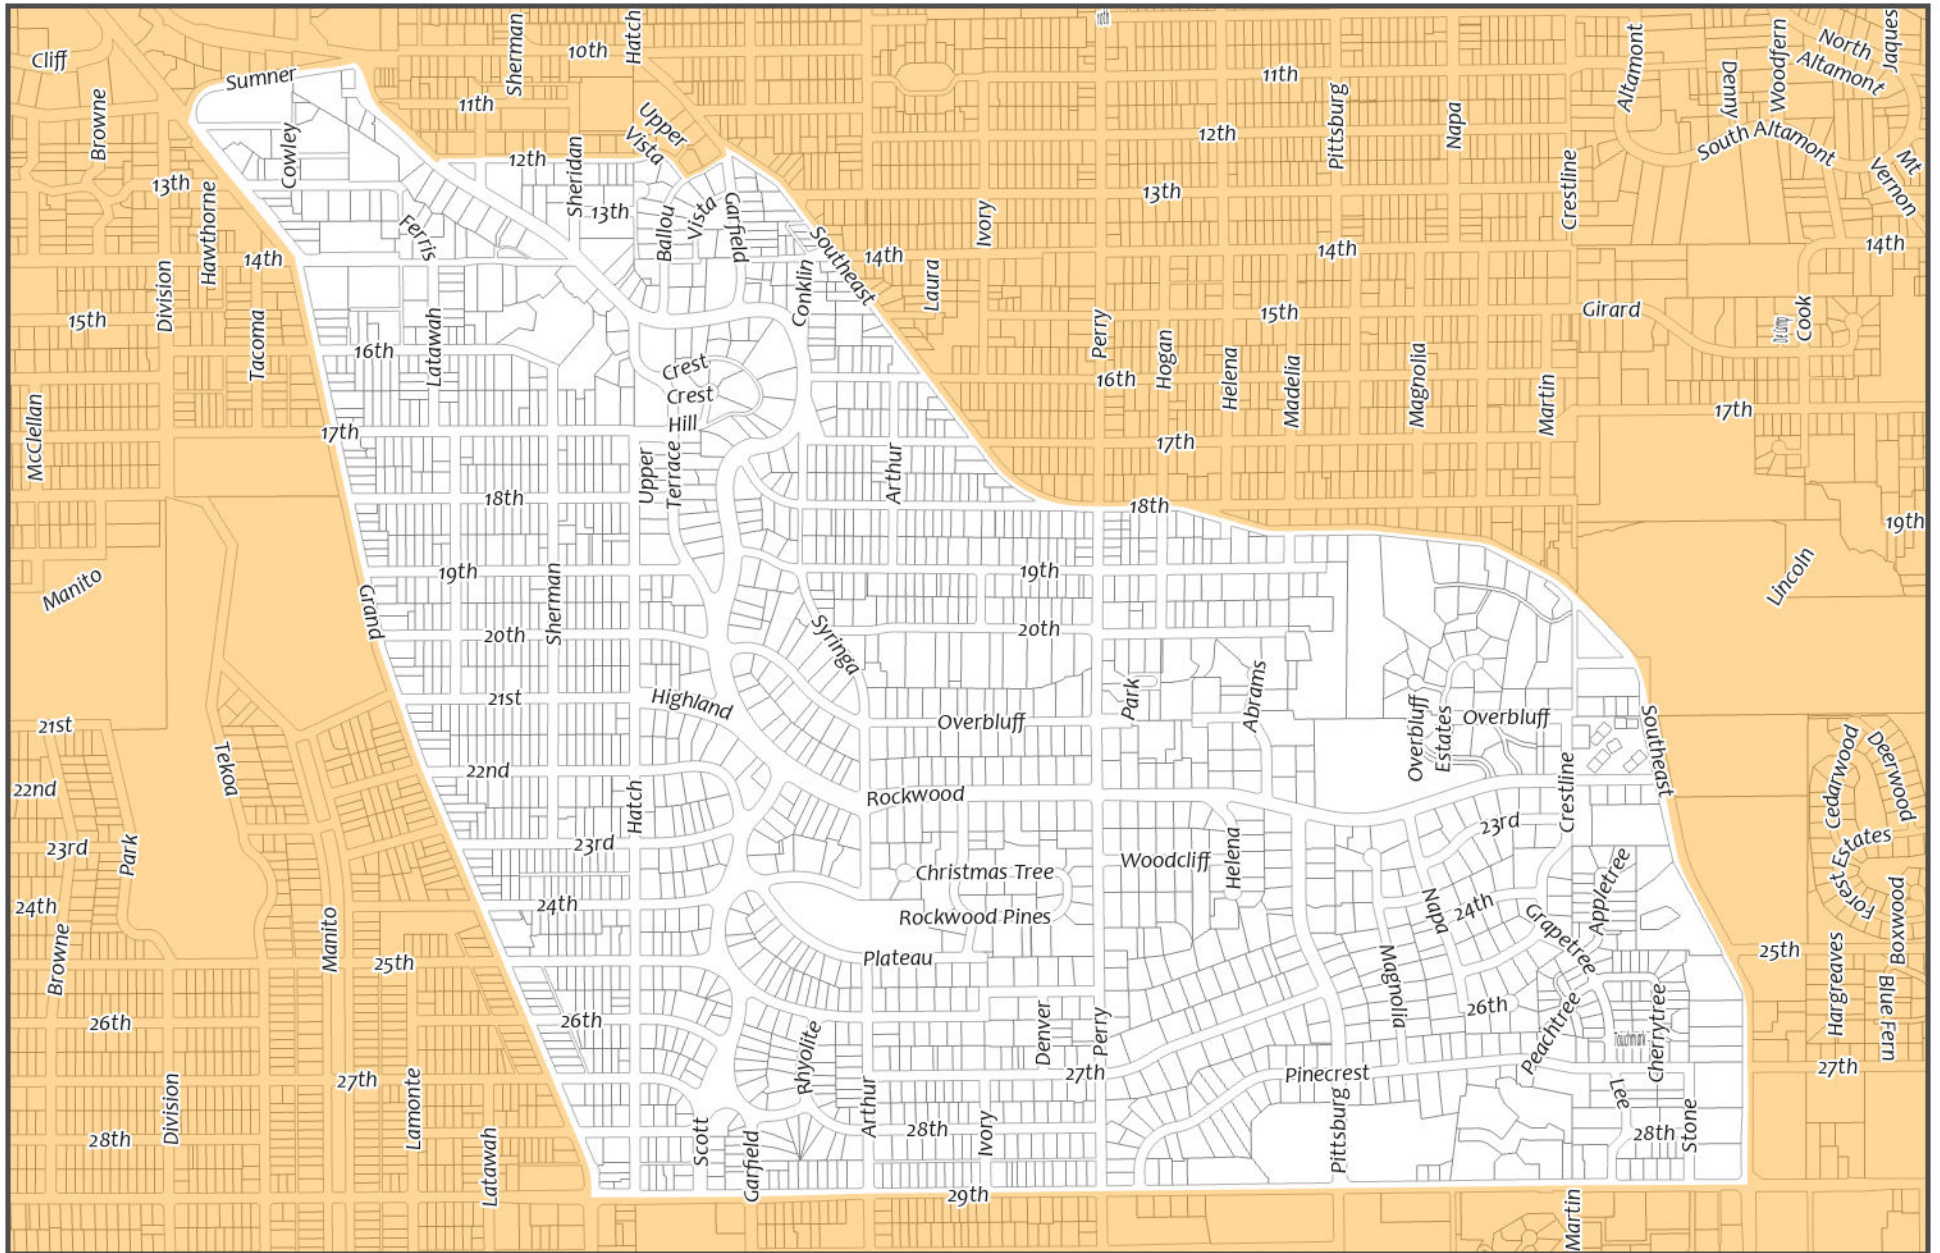 Cliff
Sumner
Sherman
10th
Hatch
10th
11th
Altamont
Denny
Woodfern
North
Altamont
Jaques
Browne
Cowley
11th
Upper
Vista
12th
12th
Pittsburg
Napa
South Altamont
Mt
Vernon
13th
Hawthorne
Sheridan
13th
Ballou
Vista
Garfield
13th
Crestline
Ferris
Ivory
14th
Southeast
14th
14th
14th
Division
Tacoma
Latawah
Conklin
Laura
15th
15th
Girard
De Camp
Cook
16th
Crest
Crest
Hill
Perry
16th
Hogan
Helena
Madelia
Magnolia
Martin
McClellan
17th
Upper
Terrace
Arthur
17th
17th
18th
18th
19th
Manito
Grand
19th
Sherman
19th
Lincoln
20th
Syringa
20th
21st
21st
Highland
Park
Abrams
Overbluff
Overbluff
Estates
Overbluff
Southeast
Cedarwood
Deerwood
Tekoa
22nd
22nd
Hatch
Rockwood
Crestline
23rd
Park
23rd
Christmas Tree
Woodcliff
Helena
23rd
Appletree
Forest Estates
24th
24th
Rockwood Pines
Napa
24th
Grapetree
Boxwood
Browne
Manito
25th
Plateau
Magnolia
25th
Hargreaves
Blue Fern
26th
26th
Rhyolite
Denver
Perry
26th
Peachtree
Touchmark
Cherrytree
27th
Lamonte
27th
Pinecrest
27th
Division
Arthur
Pittsburg
Lee
28th
Latawah
Scott
Garfield
28th
Ivory
28th
Stone
29th
Martin